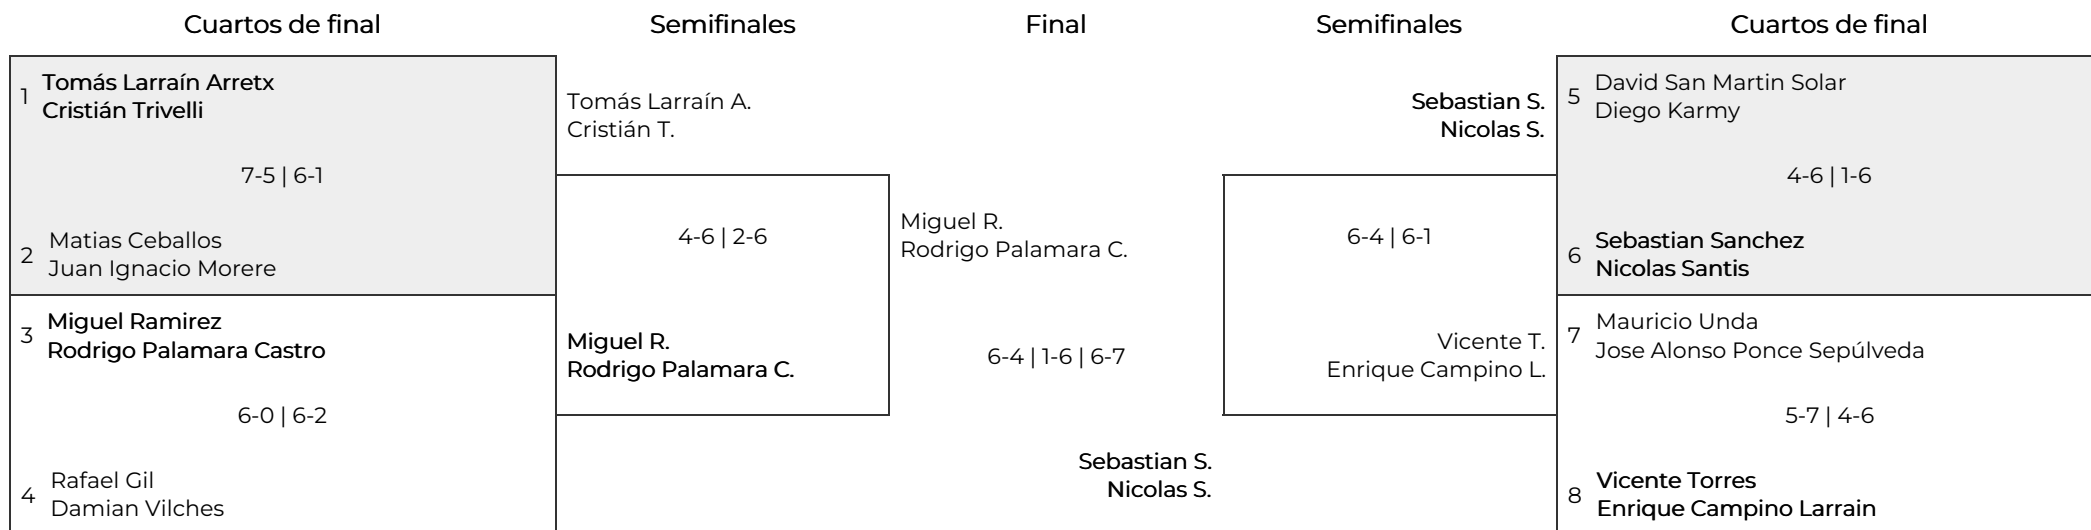 Cuartos de final
Semifinales
Final
Semifinales
Cuartos de final
1
Tomás Larraín Arretx
Cristián Trivelli
7-5 | 6-1
2
Matias Ceballos
Juan Ignacio Morere
3
Miguel Ramirez
Rodrigo Palamara Castro
6-0 | 6-2
4
Rafael Gil
Damian Vilches
Tomás Larraín A.
Cristián T.
4-6 | 2-6
Miguel R.
Rodrigo Palamara C.
Miguel R.
Rodrigo Palamara C.
6-4 | 1-6 | 6-7
Sebastian S.
Nicolas S.
Sebastian S.
Nicolas S.
6-4 | 6-1
Vicente T.
Enrique Campino L.
5
David San Martin Solar
Diego Karmy
4-6 | 1-6
6
Sebastian Sanchez
Nicolas Santis
7
Mauricio Unda
Jose Alonso Ponce Sepúlveda
5-7 | 4-6
8
Vicente Torres
Enrique Campino Larrain